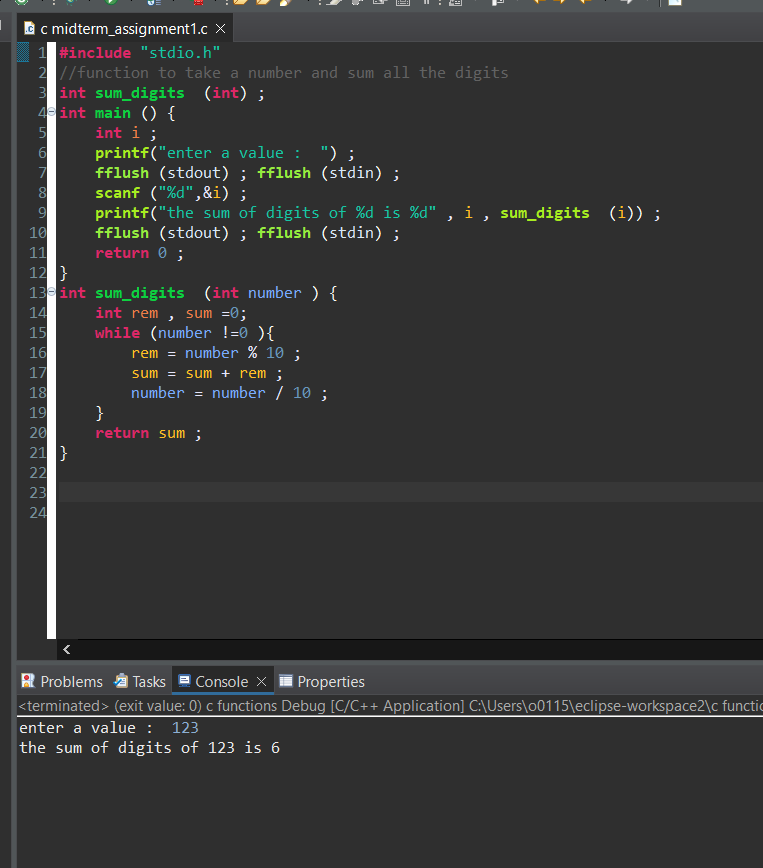 c midterm_assignment1.c
1 #include "stdio.h"
2 //function to take a number and sum all the digits
3 int sum_digits  (int) ;
4 int main () {
5     int i ;
6     printf("enter a value :  ") ;
7     fflush (stdout) ; fflush (stdin) ;
8     scanf ("%d",&i) ;
9     printf("the sum of digits of %d is %d" , i , sum_digits  (i)) ;
10     fflush (stdout) ; fflush (stdin) ;
11     return 0 ;
12 }
13 int sum_digits  (int number ) {
14     int rem , sum =0;
15     while (number !=0 ){
16         rem = number % 10 ;
17         sum = sum + rem ;
18         number = number / 10 ;
19     }
20     return sum ;
21 }
22
23
24
Problems Tasks Console Properties
<terminated> (exit value: 0) c functions Debug [C/C++ Application] C:\Users\o0115\eclipse-workspace2\c functio
enter a value :  123
the sum of digits of 123 is 6